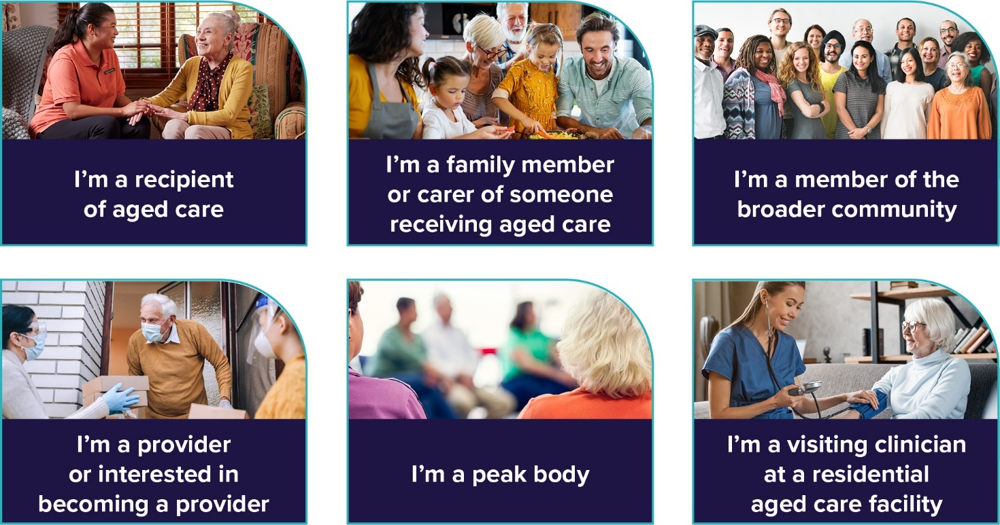 I’m a recipient
of aged care
I’m a family member
or carer of someone
receiving aged care
I’m a member of the
broader community
I’m a provider
or interested in
becoming a provider
I’m a peak body
I’m a visiting clinician
at a residential
aged care facility